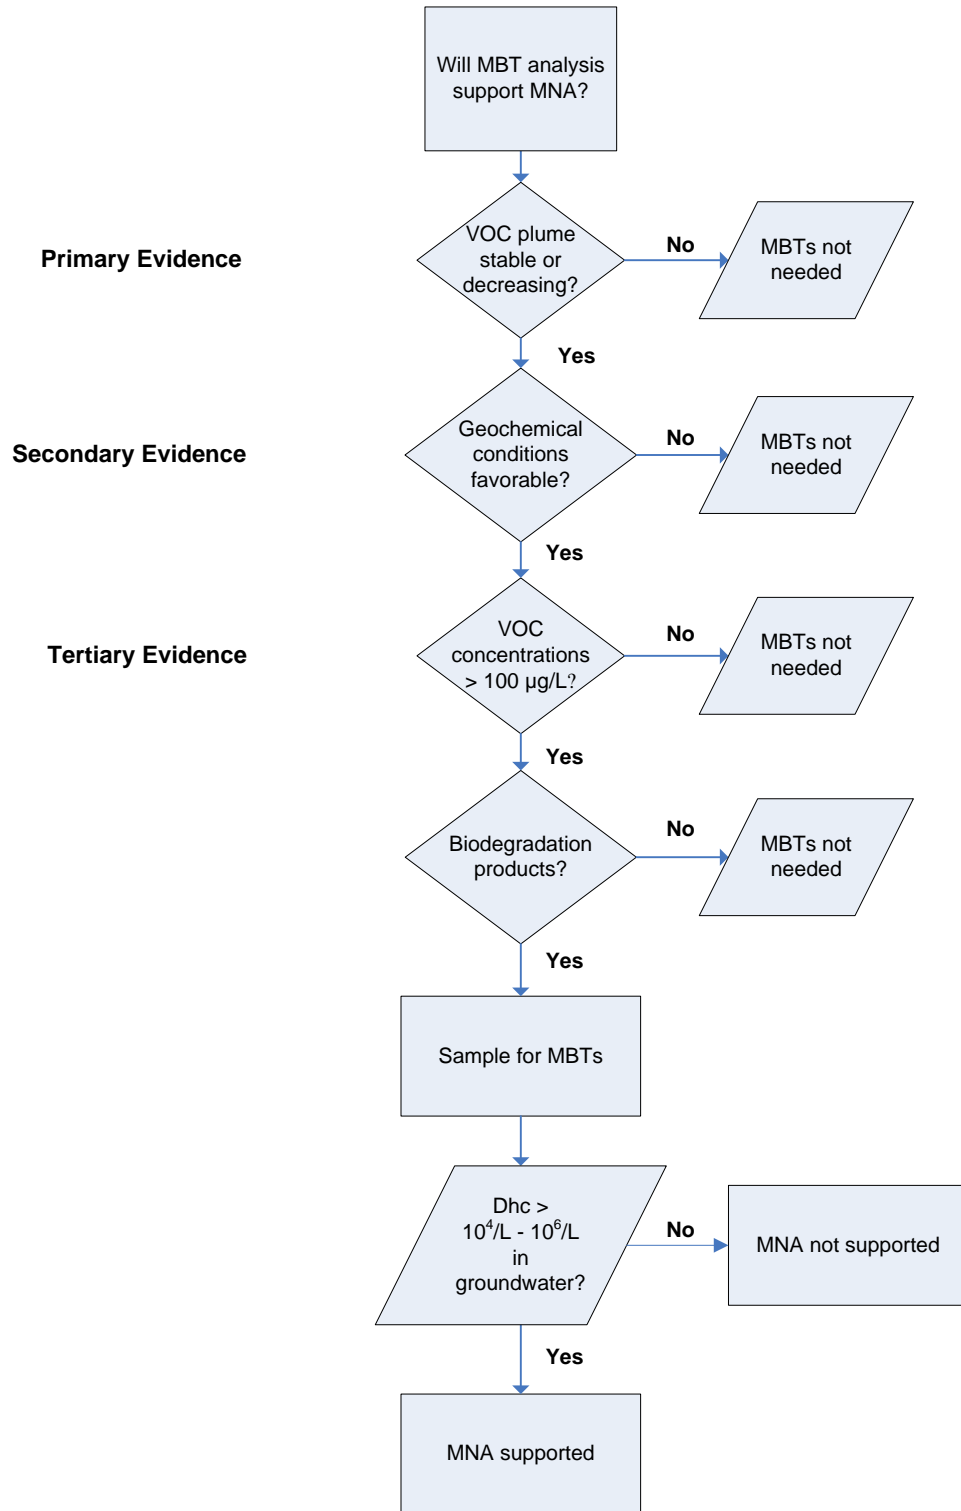 Will MBT analysis
support MNA?
Primary Evidence
VOC plume
stable or
decreasing?
No
MBTs not
needed
Yes
Secondary Evidence
Geochemical
conditions
favorable?
No
MBTs not
needed
Yes
Tertiary Evidence
VOC
concentrations
> 100 µg/L?
No
MBTs not
needed
Yes
Biodegradation
products?
No
MBTs not
needed
Yes
Sample for MBTs
Dhc >
10⁴/L - 10⁶/L
in
groundwater?
No
MNA not supported
Yes
MNA supported